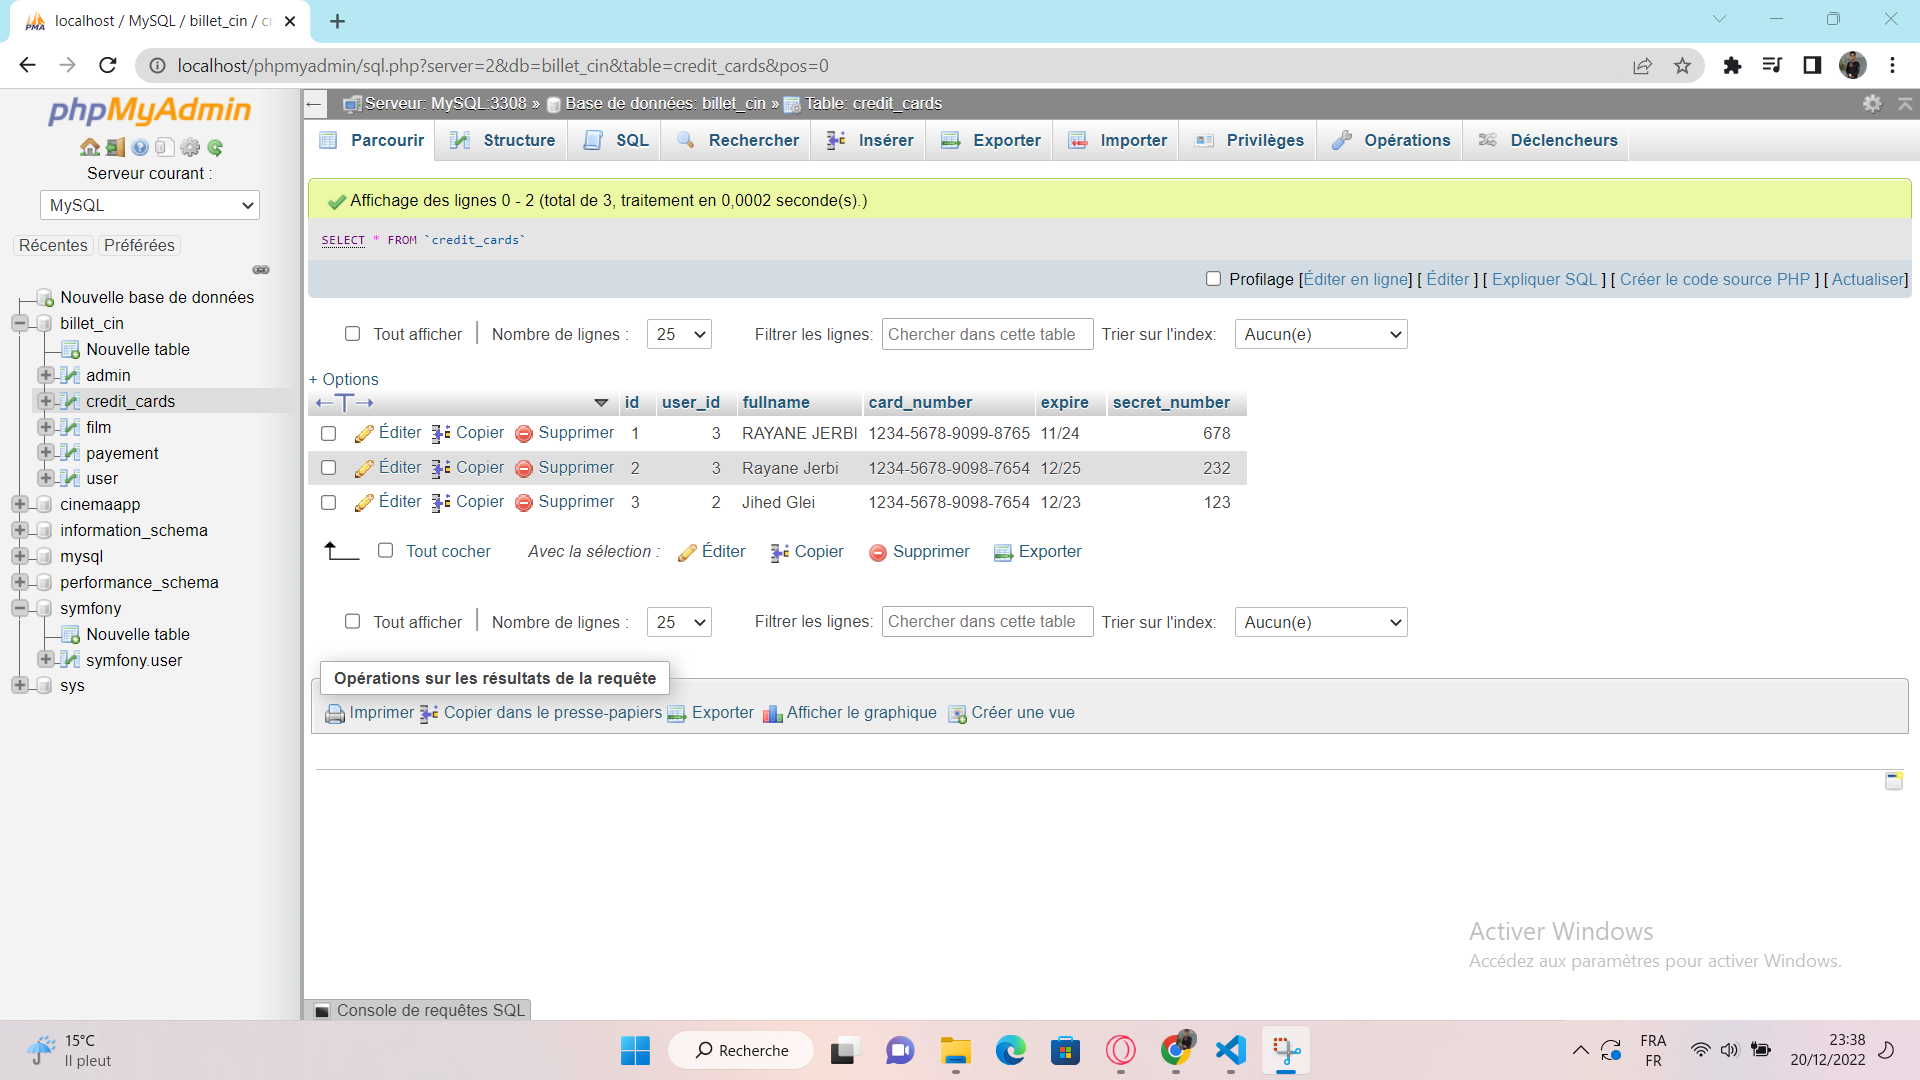 localhost / MySQL / billet_cin / cr
localhost/phpmyadmin/sql.php?server=2&db=billet_cin&table=credit_cards&pos=0
phpMyAdmin
Serveur courant :
MySQL
Récentes Préférées
Nouvelle base de données
billet_cin
Nouvelle table
admin
credit_cards
film
payement
user
cinemaapp
information_schema
mysql
performance_schema
symfony
Nouvelle table
symfony.user
sys
Serveur: MySQL:3308 » Base de données: billet_cin » Table: credit_cards
Parcourir Structure SQL Rechercher Insérer Exporter Importer Privilèges Opérations Déclencheurs
Affichage des lignes 0 - 2 (total de 3, traitement en 0,0002 seconde(s).)
SELECT * FROM `credit_cards`
Profilage [Éditer en ligne] [ Éditer ] [ Expliquer SQL ] [ Créer le code source PHP ] [ Actualiser]
Tout afficher Nombre de lignes : 25 Filtrer les lignes: Chercher dans cette table Trier sur l'index: Aucun(e)
+ Options
id user_id fullname card_number expire secret_number
Éditer Copier Supprimer 1 3 RAYANE JERBI 1234-5678-9099-8765 11/24 678
Éditer Copier Supprimer 2 3 Rayane Jerbi 1234-5678-9098-7654 12/25 232
Éditer Copier Supprimer 3 2 Jihed Glei 1234-5678-9098-7654 12/23 123
Tout cocher Avec la sélection : Éditer Copier Supprimer Exporter
Tout afficher Nombre de lignes : 25 Filtrer les lignes: Chercher dans cette table Trier sur l'index: Aucun(e)
Opérations sur les résultats de la requête
Imprimer Copier dans le presse-papiers Exporter Afficher le graphique Créer une vue
Activer Windows
Accédez aux paramètres pour activer Windows.
Console de requêtes SQL
15°C
Il pleut
Recherche
FRA
FR
23:38
20/12/2022